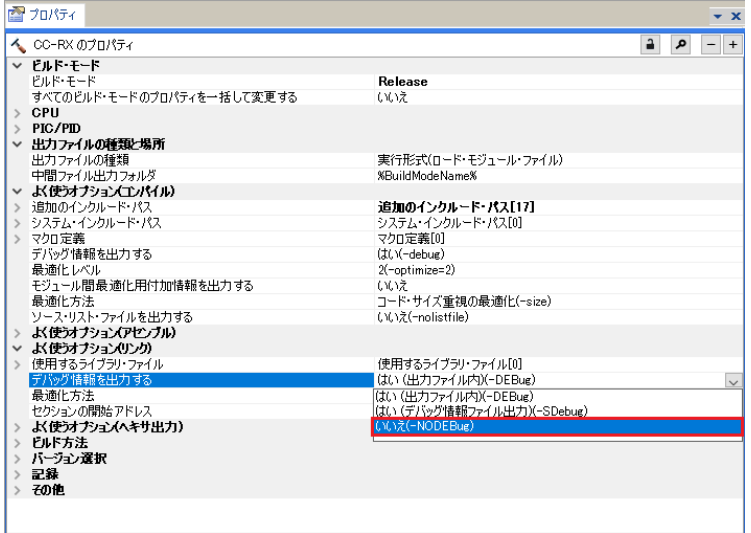 プロパティ
CC-RX のプロパティ
ビルド・モード
ビルド・モード Release
すべてのビルド・モードのプロパティを一括して変更する いいえ
CPU
PIC/PID
出力ファイルの種類と場所
出力ファイルの種類 実行形式(ロード・モジュール・ファイル)
中間ファイル出力フォルダ %BuildModeName%
よく使うオプション(コンパイル)
追加のインクルード・パス 追加のインクルード・パス[17]
システム・インクルード・パス システム・インクルード・パス[0]
マクロ定義 マクロ定義[0]
デバッグ情報を出力する はい(-debug)
最適化レベル 2(-optimize=2)
モジュール間最適化用付加情報を出力する いいえ
最適化方法 コード・サイズ重視の最適化(-size)
ソース・リスト・ファイルを出力する いいえ(-nolistfile)
よく使うオプション(アセンブル)
よく使うオプション(リンク)
使用するライブラリ・ファイル 使用するライブラリ・ファイル[0]
デバッグ情報を出力する はい (出力ファイル内)(-DEBug)
最適化方法 はい (出力ファイル内)(-DEBug)
セクションの開始アドレス はい (デバッグ情報ファイル出力)(-SDebug)
よく使うオプション(ヘキサ出力) いいえ(-NODEBug)
ビルド方法
バージョン選択
記録
その他